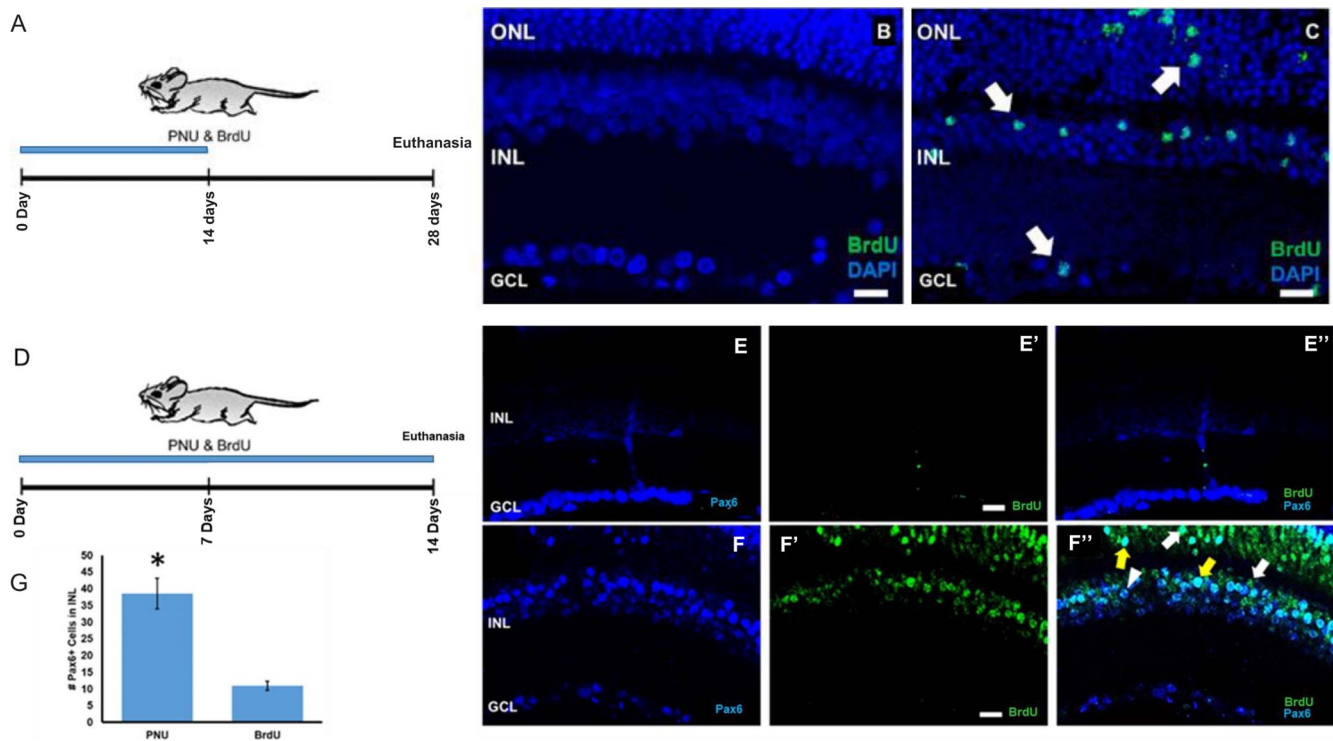 A
PNU & BrdU
Euthanasia
0 Day
14 days
28 days
ONL
B
INL
BrdU
DAPI
GCL
ONL
C
INL
BrdU
DAPI
GCL
D
PNU & BrdU
Euthanasia
0 Day
7 Days
14 Days
E
INL
GCL
Pax6
E’
BrdU
E’’
BrdU
Pax6
F
INL
GCL
Pax6
F’
BrdU
F’’
BrdU
Pax6
G
# Pax6+ Cells in INL
50
45
40
35
30
25
20
15
10
5
0
*
PNU
BrdU